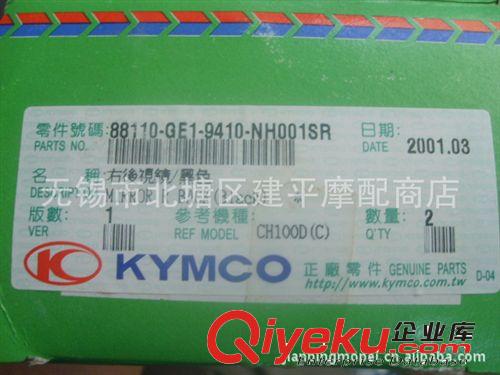 零件號碼: 88110-GE1-9410-NH001SR 日期:
PARTS NO. DATE 2001.03
名 稱 右後視鏡/黑色
无锡市北塘区建平摩配商店
版數: 1 參考機種: 數量: 2
VER REF MODEL CH100D(C) Q'TY
KYMCO 正廠零件 GENUINE PARTS D-04
http://www.kymco.com.tw
Qiyeku.com 企业库
Enterprise Database